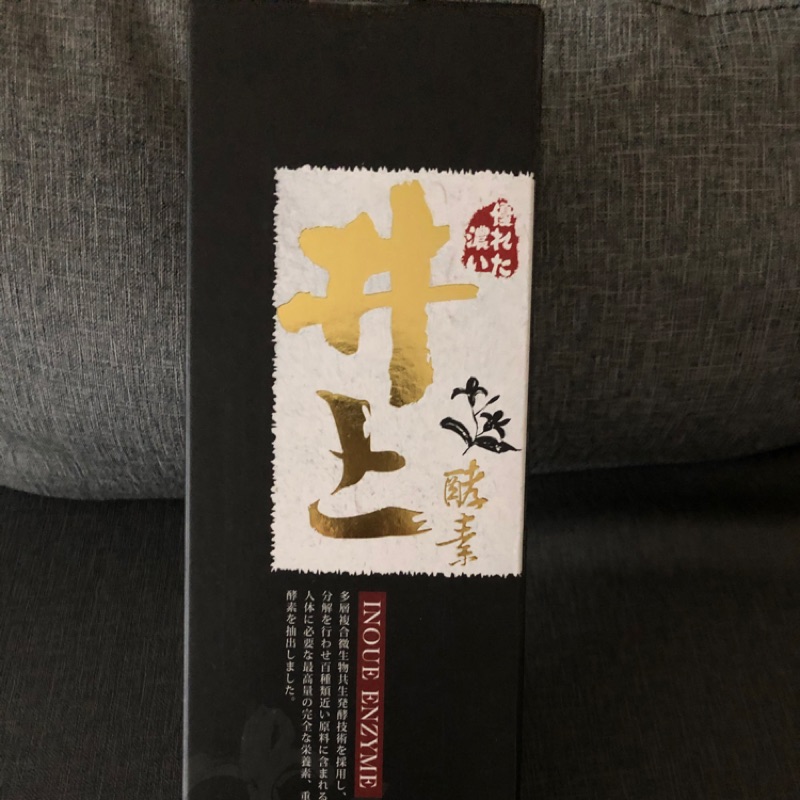 井上
優れた
濃い
酵素
INOUE ENZYME
多層複合微生物共生発酵技術を採用し、
分解を行わせ百種類近い原料に含まれる
人体に必要な最高量の完全な栄養素、重
酵素を抽出しました。